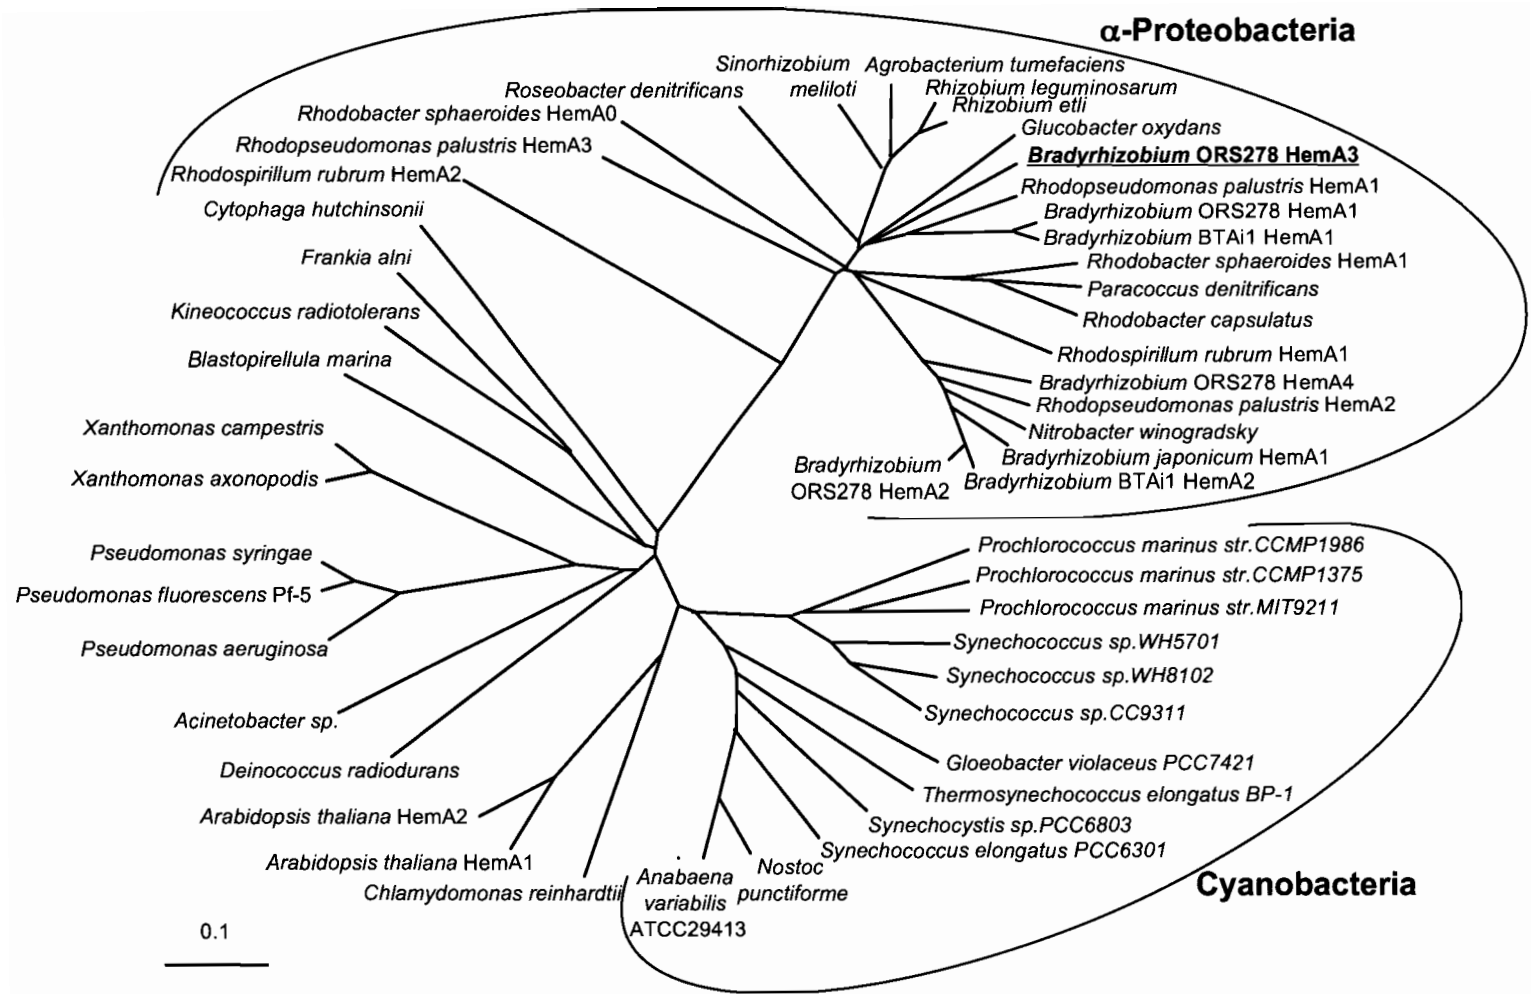 α-Proteobacteria
Sinorhizobium
meliloti
Agrobacterium tumefaciens
Rhizobium leguminosarum
Rhizobium etli
Roseobacter denitrificans
Rhodobacter sphaeroides HemA0
Rhodopseudomonas palustris HemA3
Rhodospirillum rubrum HemA2
Cytophaga hutchinsonii
Frankia alni
Kineococcus radiotolerans
Blastopirellula marina
Xanthomonas campestris
Xanthomonas axonopodis
Pseudomonas syringae
Pseudomonas fluorescens Pf-5
Pseudomonas aeruginosa
Acinetobacter sp.
Deinococcus radiodurans
Arabidopsis thaliana HemA2
Arabidopsis thaliana HemA1
Chlamydomonas reinhardtii
Glucobacter oxydans
Bradyrhizobium ORS278 HemA3
Rhodopseudomonas palustris HemA1
Bradyrhizobium ORS278 HemA1
Bradyrhizobium BTAi1 HemA1
Rhodobacter sphaeroides HemA1
Paracoccus denitrificans
Rhodobacter capsulatus
Rhodospirillum rubrum HemA1
Bradyrhizobium ORS278 HemA4
Rhodopseudomonas palustris HemA2
Nitrobacter winogradsky
Bradyrhizobium japonicum HemA1
Bradyrhizobium BTAi1 HemA2
Bradyrhizobium
ORS278 HemA2
Prochlorococcus marinus str.CCMP1986
Prochlorococcus marinus str.CCMP1375
Prochlorococcus marinus str.MIT9211
Synechococcus sp.WH5701
Synechococcus sp.WH8102
Synechococcus sp.CC9311
Gloeobacter violaceus PCC7421
Thermosynechococcus elongatus BP-1
Synechocystis sp.PCC6803
Synechococcus elongatus PCC6301
Nostoc
punctiforme
Anabaena
variabilis
ATCC29413
Cyanobacteria
0.1